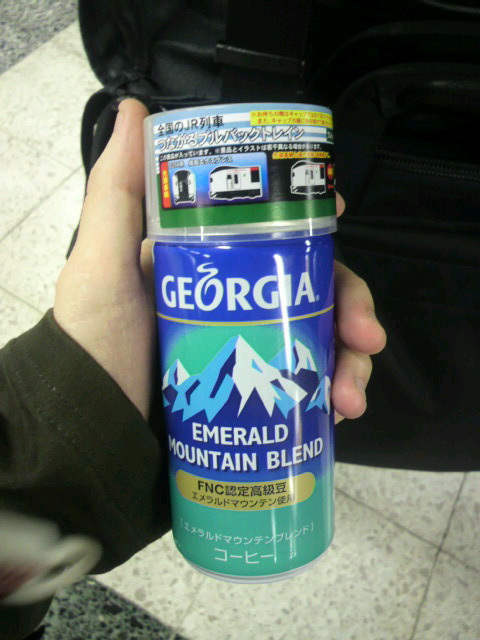 全国のJR列車
つながるプルバックトレイン
GEORGIA
EMERALD
MOUNTAIN BLEND
FNC認定高級豆
エメラルドマウンテン使用
[エメラルドマウンテンブレンド]
コーヒー